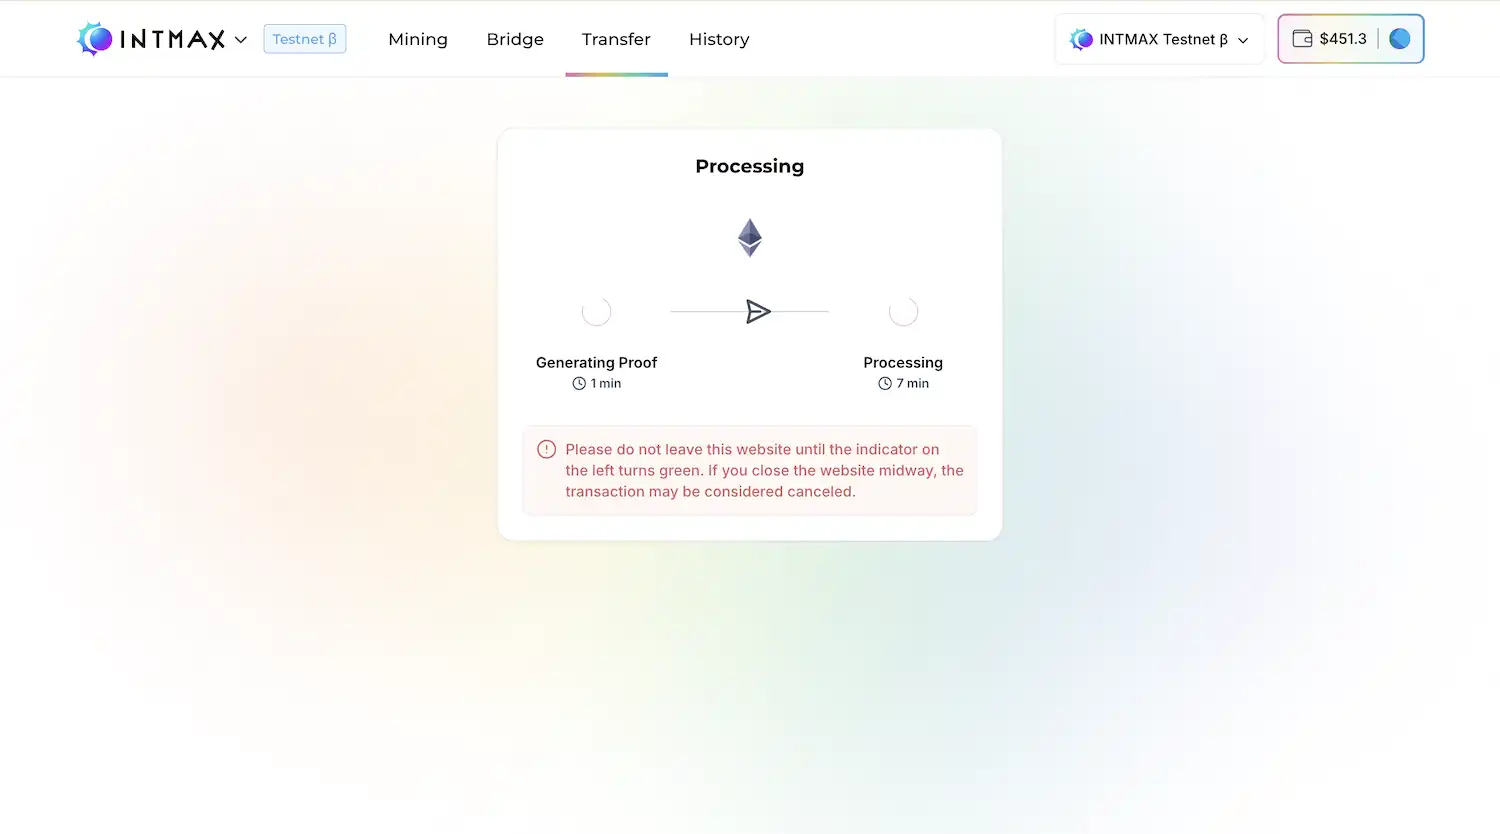 INTMAX
Testnet β
Mining
Bridge
Transfer
History
INTMAX Testnet β
$451.3
Processing
Generating Proof
1 min
Processing
7 min
Please do not leave this website until the indicator on
the left turns green. If you close the website midway, the
transaction may be considered canceled.